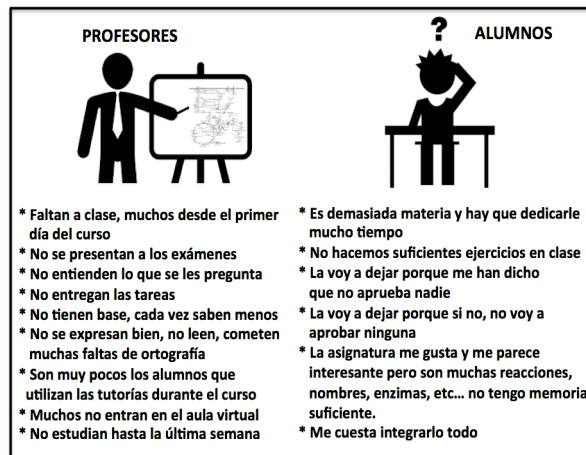 PROFESORES
* Faltan a clase, muchos desde el primer
día del curso
* No se presentan a los exámenes
* No entienden lo que se les pregunta
* No entregan las tareas
* No tienen base, cada vez saben menos
* No se expresan bien, no leen, cometen
muchas faltas de ortografía
* Son muy pocos los alumnos que
utilizan las tutorías durante el curso
* Muchos no entran en el aula virtual
* No estudian hasta la última semana
?
ALUMNOS
* Es demasiada materia y hay que dedicarle
mucho tiempo
* No hacemos suficientes ejercicios en clase
* La voy a dejar porque me han dicho
que no aprueba nadie
* La voy a dejar porque si no, no voy a
aprobar ninguna
* La asignatura me gusta y me parece
interesante pero son muchas reacciones,
nombres, enzimas, etc... no tengo memoria
suficiente.
* Me cuesta integrarlo todo